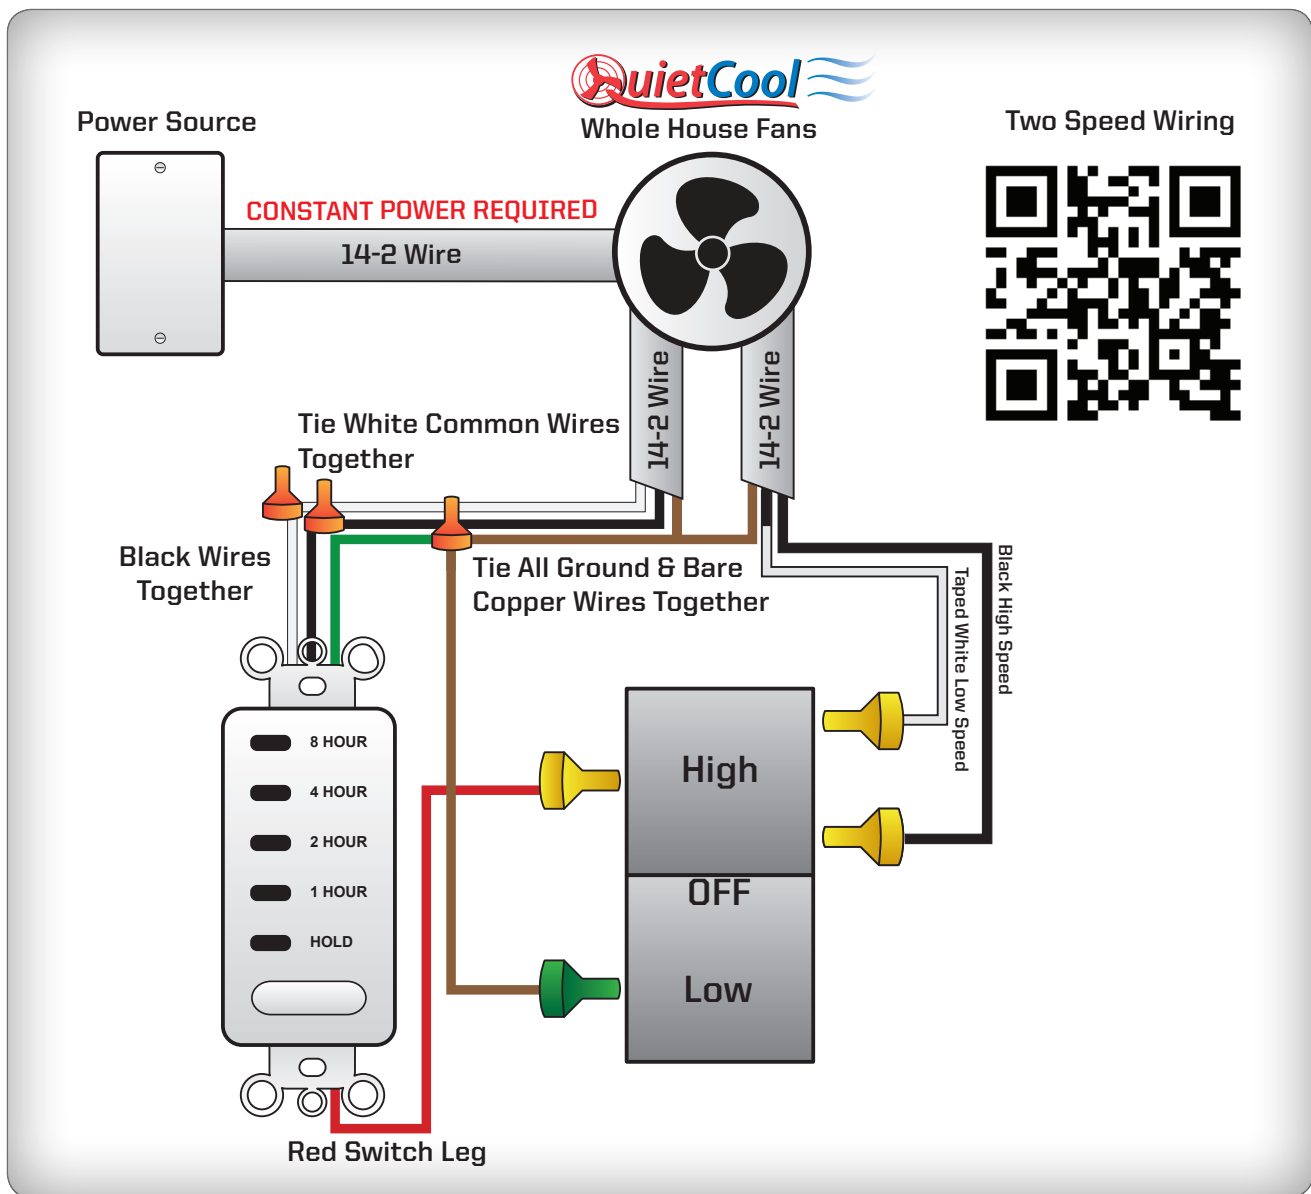 QuietCool
Whole House Fans
Power Source
Two Speed Wiring
CONSTANT POWER REQUIRED
14-2 Wire
14-2 Wire
14-2 Wire
Tie White Common Wires
Together
Black Wires
Together
Tie All Ground & Bare
Copper Wires Together
Taped White Low Speed
Black High Speed
8 HOUR
4 HOUR
2 HOUR
1 HOUR
HOLD
High
OFF
Low
Red Switch Leg